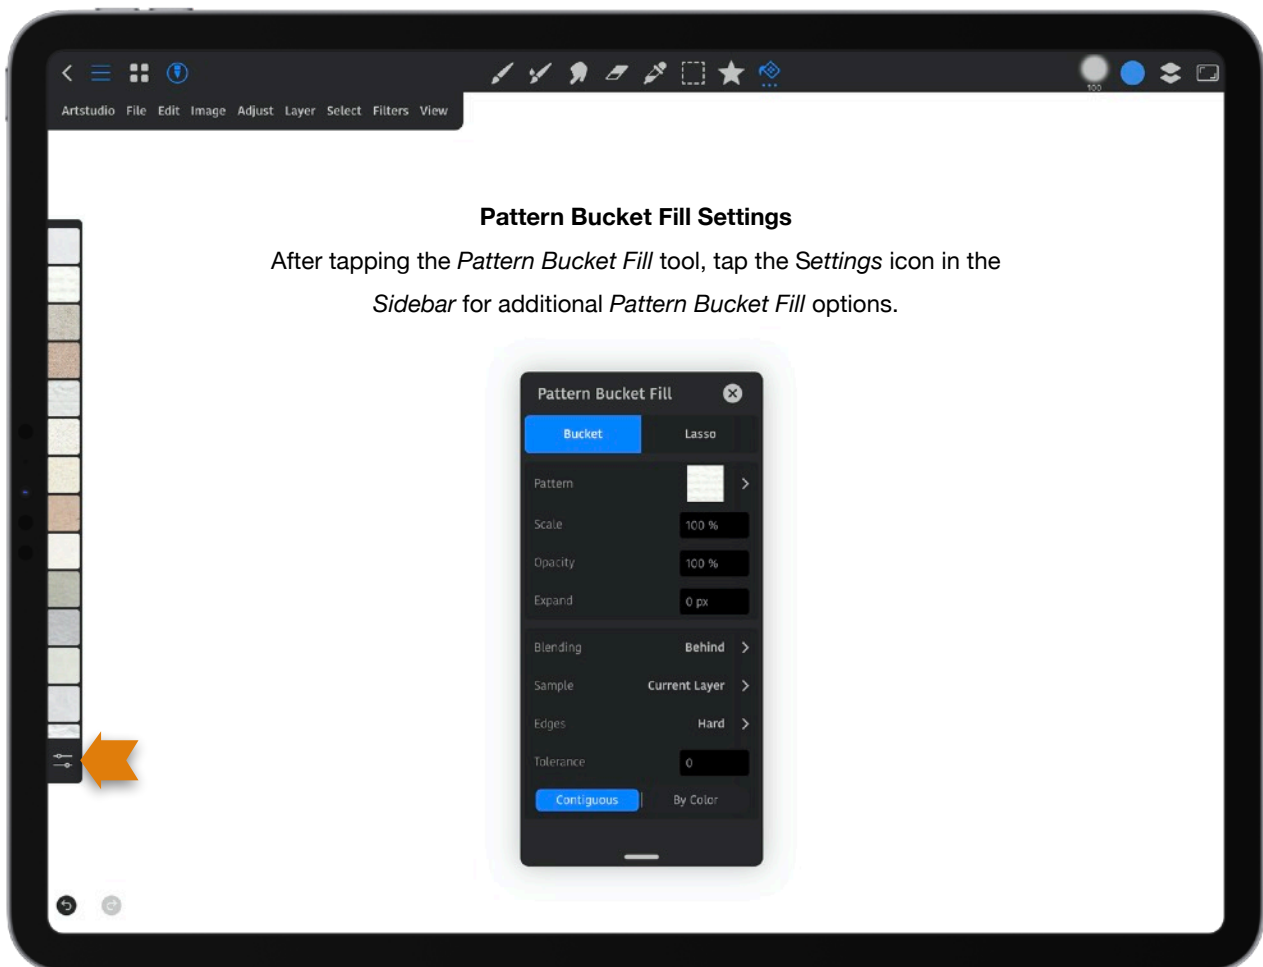 100
Artstudio File Edit Image Adjust Layer Select Filters View
Pattern Bucket Fill Settings
After tapping the Pattern Bucket Fill tool, tap the Settings icon in the
Sidebar for additional Pattern Bucket Fill options.
Pattern Bucket Fill
Bucket Lasso
Pattern
Scale 100 %
Opacity 100 %
Expand 0 px
Blending Behind
Sample Current Layer
Edges Hard
Tolerance 0
Contiguous By Color